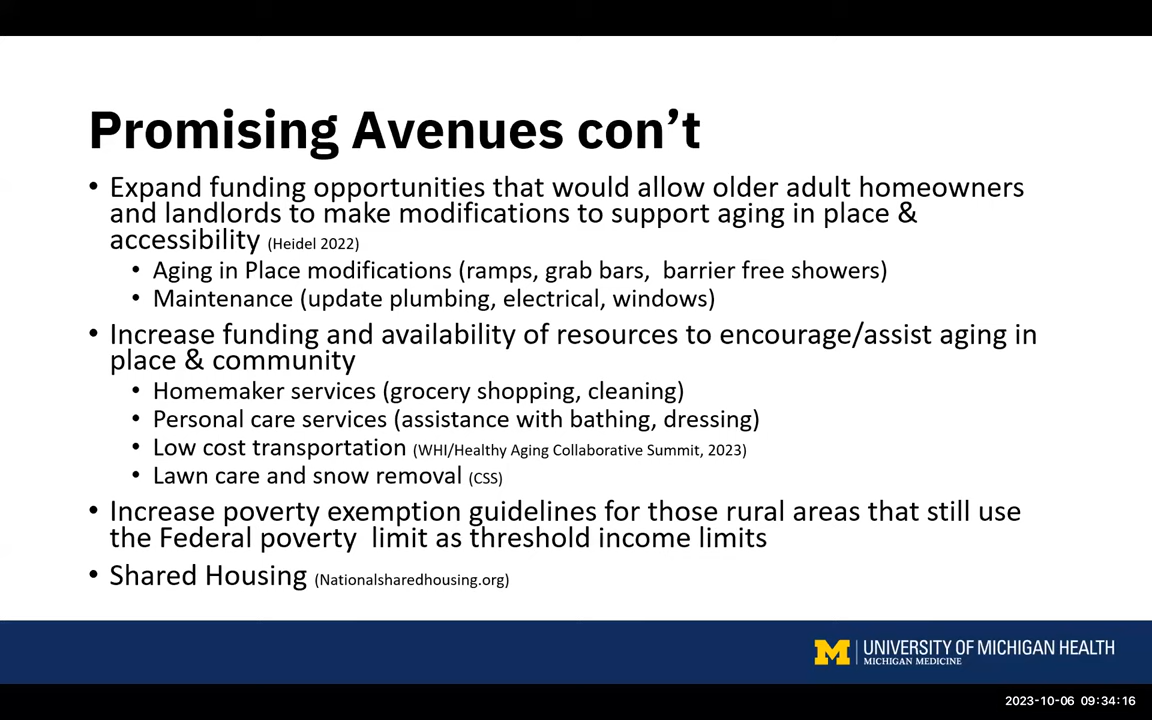 Promising Avenues con’t
• Expand funding opportunities that would allow older adult homeowners
and landlords to make modifications to support aging in place &
accessibility (Heidel 2022)
• Aging in Place modifications (ramps, grab bars,  barrier free showers)
• Maintenance (update plumbing, electrical, windows)
• Increase funding and availability of resources to encourage/assist aging in
place & community
• Homemaker services (grocery shopping, cleaning)
• Personal care services (assistance with bathing, dressing)
• Low cost transportation (WHI/Healthy Aging Collaborative Summit, 2023)
• Lawn care and snow removal (CSS)
• Increase poverty exemption guidelines for those rural areas that still use
the Federal poverty  limit as threshold income limits
• Shared Housing (Nationalsharedhousing.org)
M UNIVERSITY OF MICHIGAN HEALTH
MICHIGAN MEDICINE
2023-10-06 09:34:16